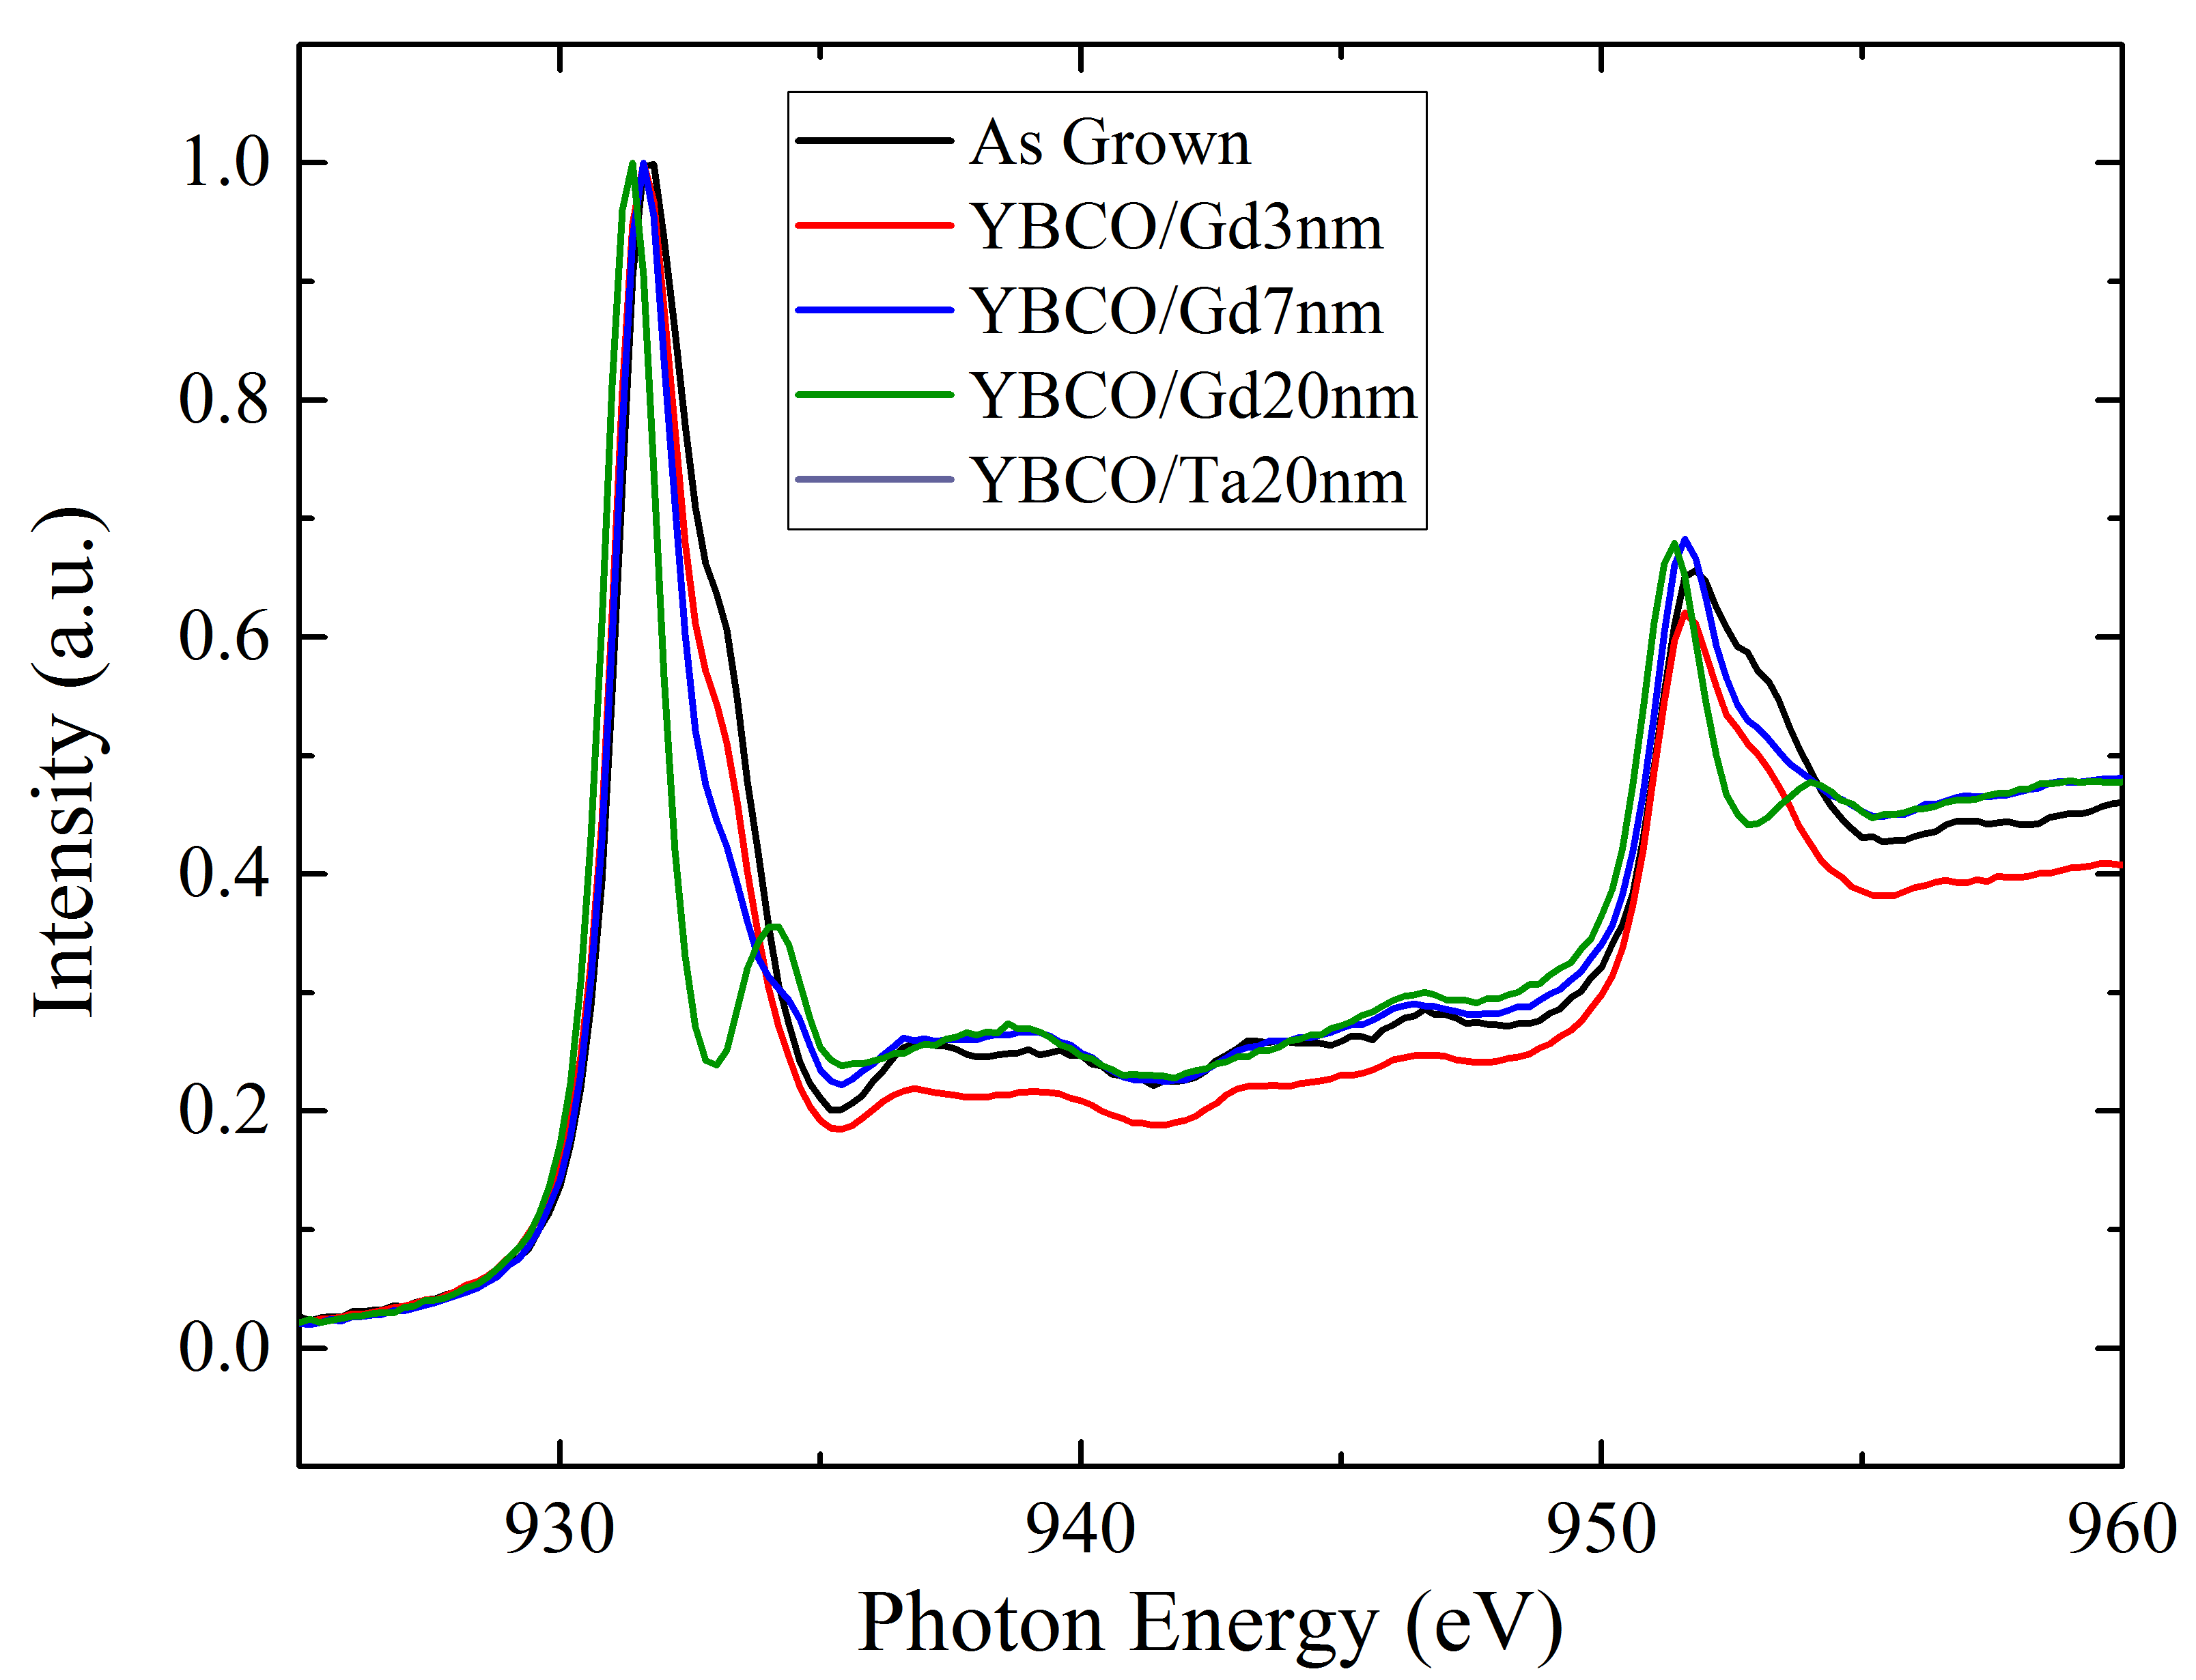 As Grown
YBCO/Gd3nm
YBCO/Gd7nm
YBCO/Gd20nm
YBCO/Ta20nm
1.0
0.8
0.6
0.4
0.2
0.0
Intensity (a.u.)
930 940 950 960
Photon Energy (eV)